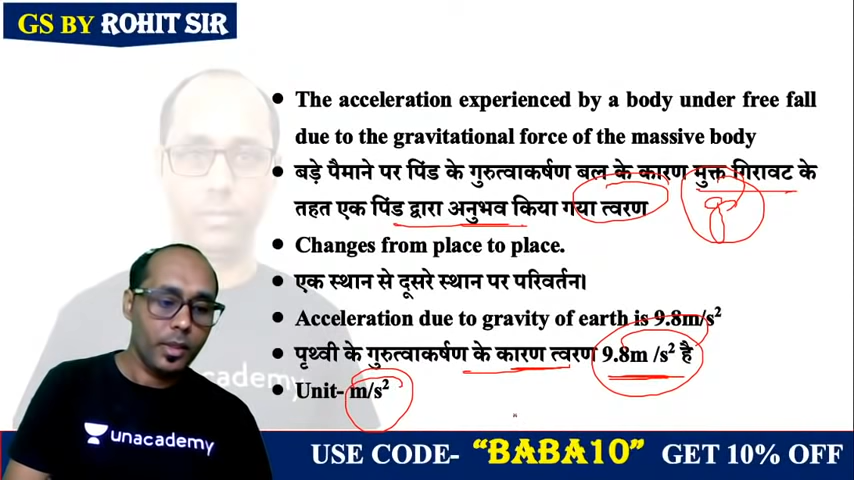 GS BY ROHIT SIR
The acceleration experienced by a body under free fall
due to the gravitational force of the massive body
बड़े पैमाने पर पिंड के गुरुत्वाकर्षण बल के कारण मुक्त गिरावट के
तहत एक पिंड द्वारा अनुभव किया गया त्वरण
g
Changes from place to place.
एक स्थान से दूसरे स्थान पर परिवर्तन।
Acceleration due to gravity of earth is 9.8m/s²
पृथ्वी के गुरुत्वाकर्षण के कारण त्वरण 9.8m /s² है
Unit- m/s²
unacademy
USE CODE- “BABA10” GET 10% OFF